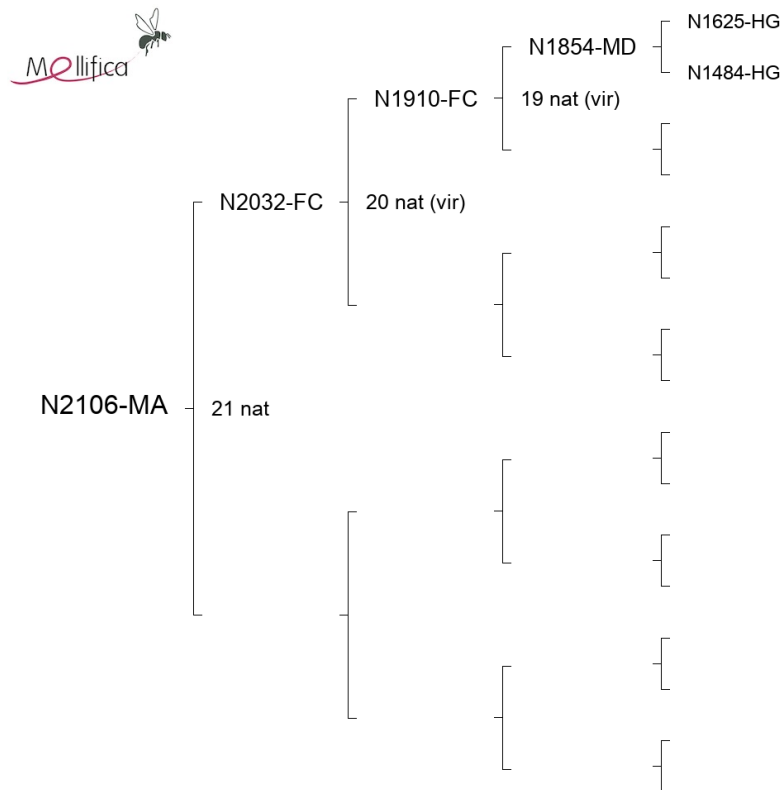 Mellifica
N1625-HG
N1854-MD
N1484-HG
N1910-FC
19 nat (vir)
N2032-FC
20 nat (vir)
N2106-MA
21 nat